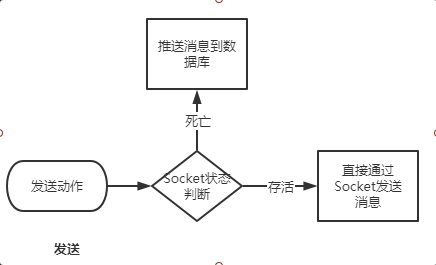 推送消息到数
据库
死亡
发送动作
Socket状态
判断
存活
直接通过
Socket发送
消息
发送